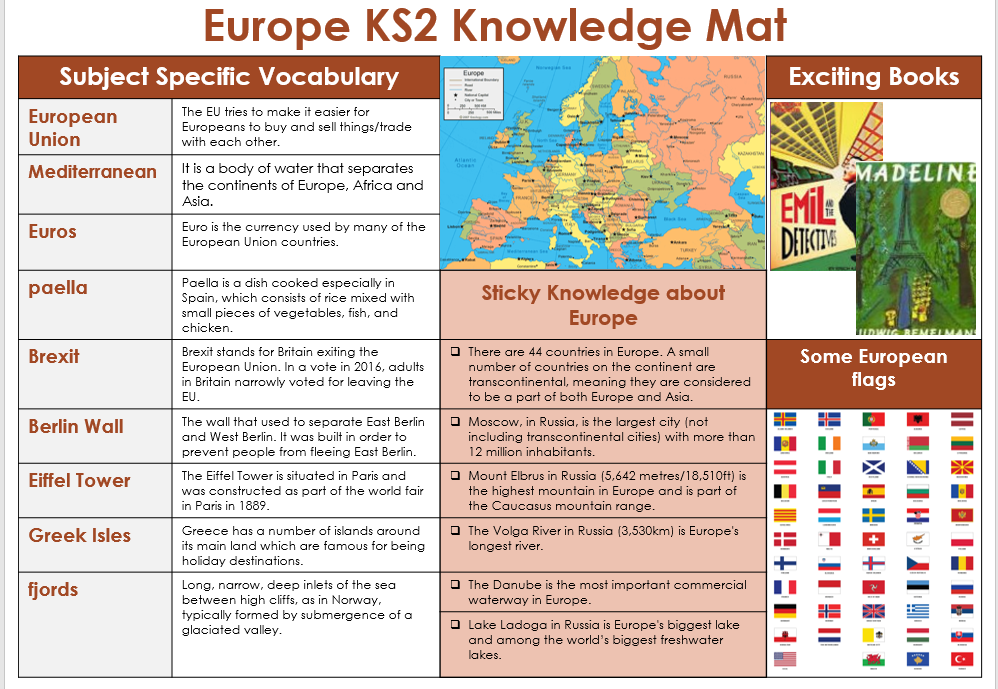 Europe KS2 Knowledge Mat
Subject Specific Vocabulary
European
Union
The EU tries to make it easier for
Europeans to buy and sell things/trade
with each other.
Mediterranean
It is a body of water that separates
the continents of Europe, Africa and
Asia.
Euros
Euro is the currency used by many of the
European Union countries.
paella
Paella is a dish cooked especially in
Spain, which consists of rice mixed with
small pieces of vegetables, fish, and
chicken.
Brexit
Brexit stands for Britain exiting the
European Union. In a vote in 2016, adults
in Britain narrowly voted for leaving the
EU.
Berlin Wall
The wall that used to separate East Berlin
and West Berlin. It was built in order to
prevent people from fleeing East Berlin.
Eiffel Tower
The Eiffel Tower is situated in Paris and
was constructed as part of the world fair
in Paris in 1889.
Greek Isles
Greece has a number of islands around
its main land which are famous for being
holiday destinations.
fjords
Long, narrow, deep inlets of the sea
between high cliffs, as in Norway,
typically formed by submergence of a
glaciated valley.
Europe
Norwegian Sea
RUSSIA
Atlantic
Ocean
KAZAKHSTAN
BELARUS
UKRAINE
FRANCE
Black Sea
TURKEY
Sticky Knowledge about
Europe
There are 44 countries in Europe. A small
number of countries on the continent are
transcontinental, meaning they are considered
to be a part of both Europe and Asia.
Moscow, in Russia, is the largest city (not
including transcontinental cities) with more than
12 million inhabitants.
Mount Elbrus in Russia (5,642 metres/18,510ft) is
the highest mountain in Europe and is part of
the Caucasus mountain range.
The Volga River in Russia (3,530km) is Europe's
longest river.
The Danube is the most important commercial
waterway in Europe.
Lake Ladoga in Russia is Europe's biggest lake
and among the world's biggest freshwater
lakes.
Exciting Books
EMIL
AND THE
DETECTIVES
MADELINE
LUDWIG BEMELMANS
Some European
flags